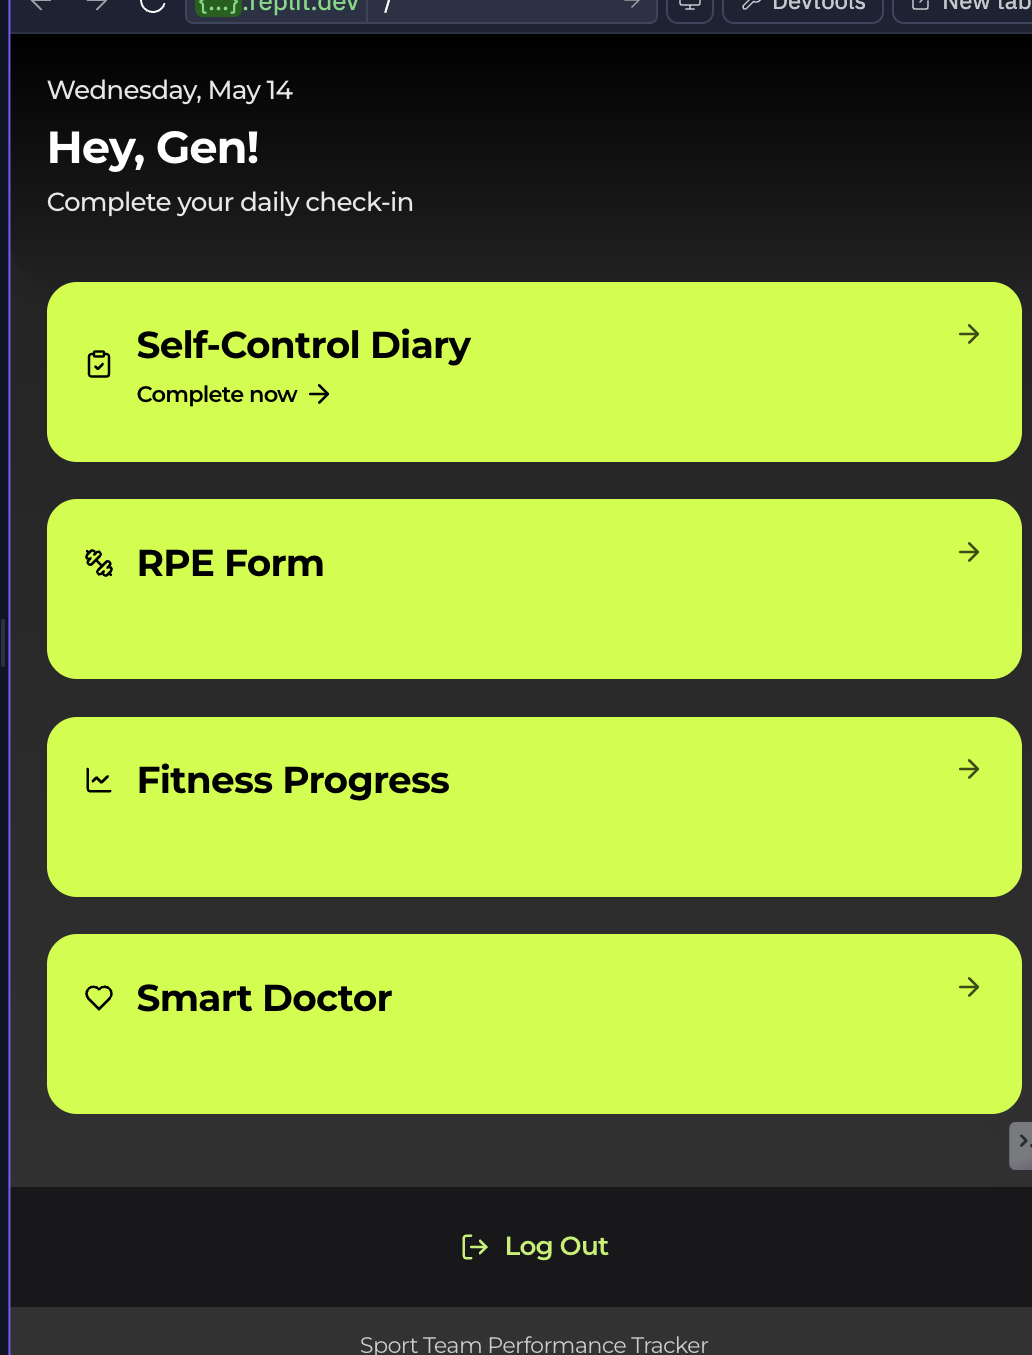 {...}.replit.dev /
Devtools
New tab
Wednesday, May 14
Hey, Gen!
Complete your daily check-in
Self-Control Diary
Complete now
RPE Form
Fitness Progress
Smart Doctor
Log Out
Sport Team Performance Tracker